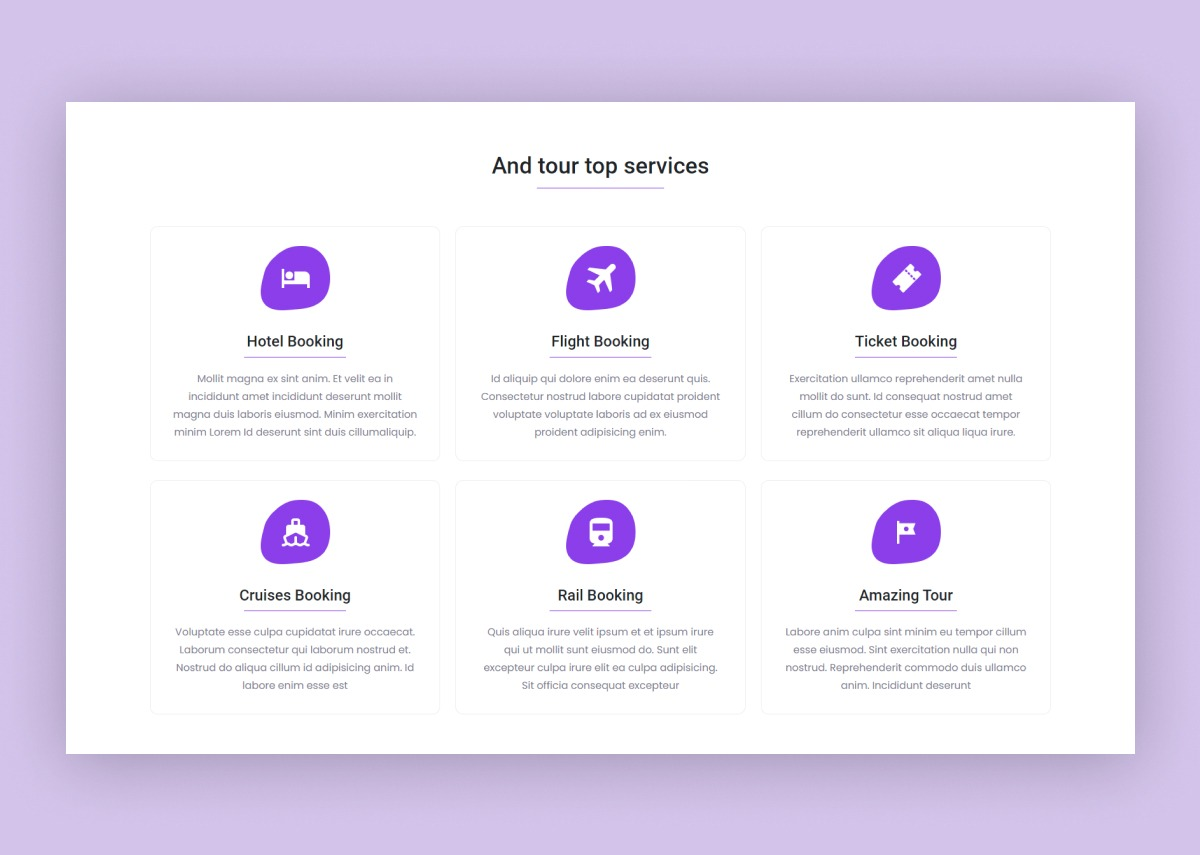 And tour top services
Hotel Booking
Mollit magna ex sint anim. Et velit ea in
incididunt amet incididunt deserunt mollit
magna duis laboris eiusmod. Minim exercitation
minim Lorem Id deserunt sint duis cillumaliquip.
Flight Booking
Id aliquip qui dolore enim ea deserunt quis.
Consectetur nostrud labore cupidatat proident
voluptate voluptate laboris ad ex eiusmod
proident adipisicing enim.
Ticket Booking
Exercitation ullamco reprehenderit amet nulla
mollit do sunt. Id consequat nostrud amet
cillum do consectetur esse occaecat tempor
reprehenderit ullamco sit aliqua liqua irure.
Cruises Booking
Voluptate esse culpa cupidatat irure occaecat.
Laborum consectetur qui laborum nostrud et.
Nostrud do aliqua cillum id adipisicing anim. Id
labore enim esse est
Rail Booking
Quis aliqua irure velit ipsum et et ipsum irure
qui ut mollit sunt eiusmod do. Sunt elit
excepteur culpa irure elit ea culpa adipisicing.
Sit officia consequat excepteur
Amazing Tour
Labore anim culpa sint minim eu tempor cillum
esse eiusmod. Sint exercitation nulla qui non
nostrud. Reprehenderit commodo duis ullamco
anim. Incididunt deserunt